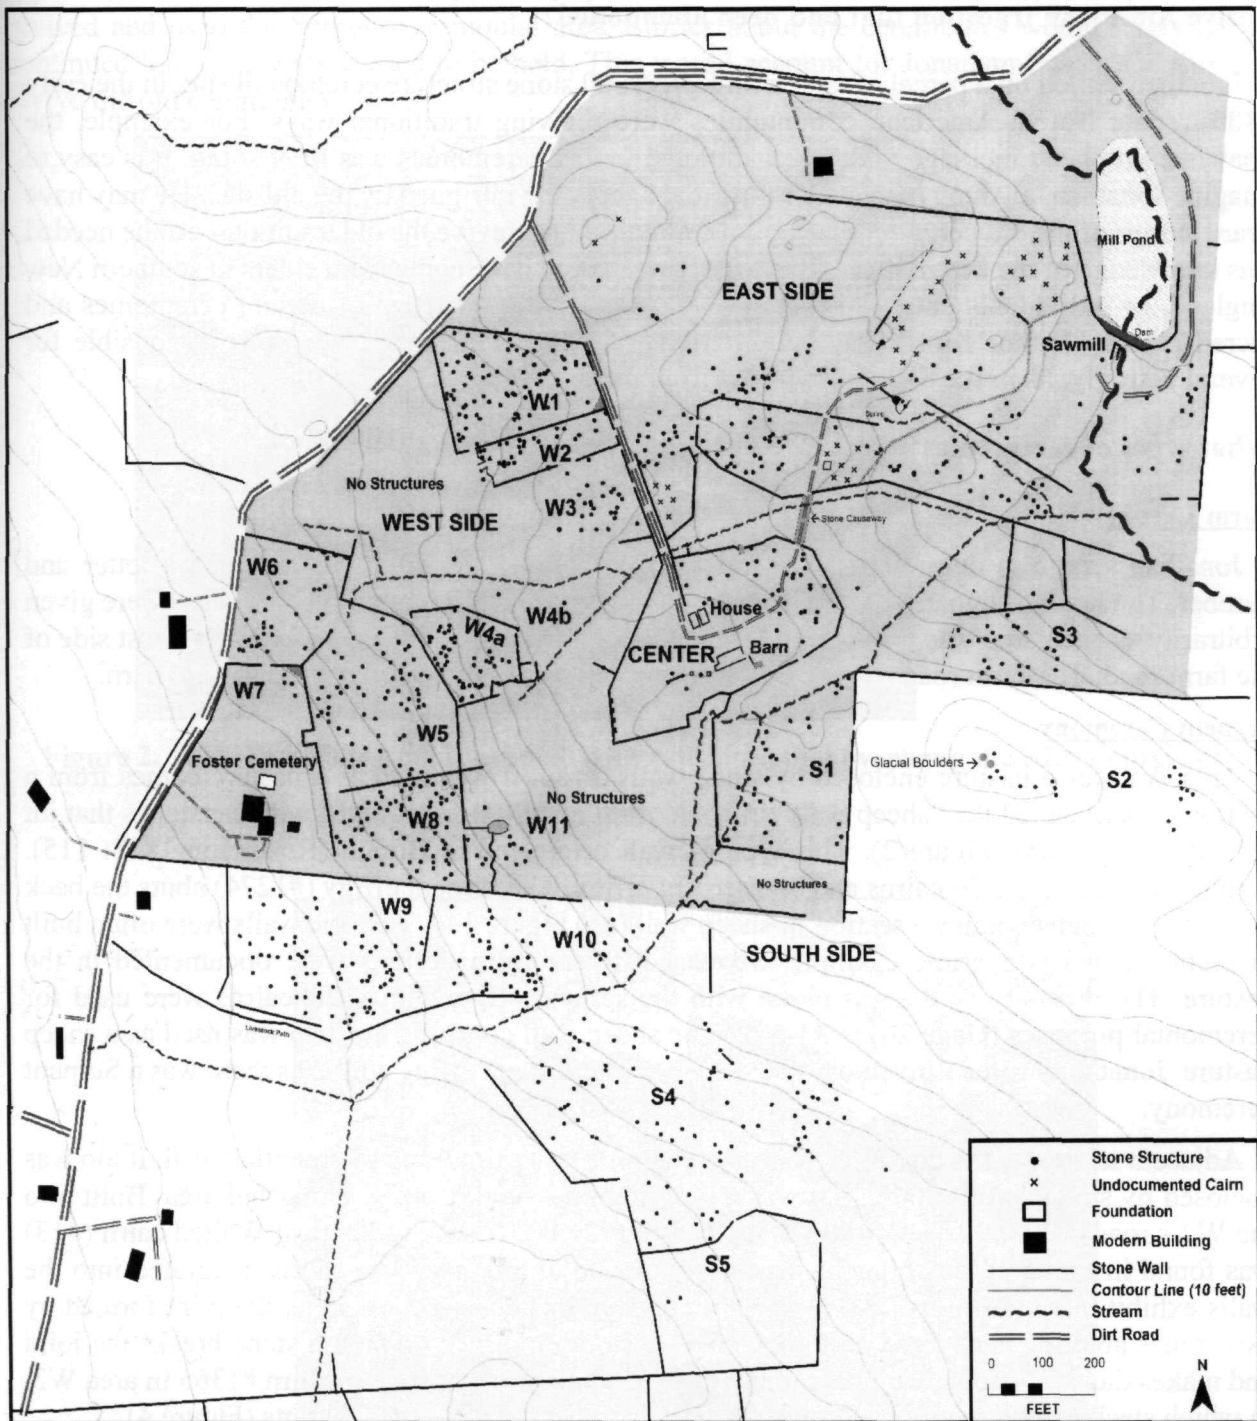 EAST SIDE
Mill Pond
Dam
Sawmill
W1
W2
No Structures
W3
WEST SIDE
Stone Causeway
W6
W4a
W4b
House
CENTER
Barn
S3
W7
W5
Foster Cemetery
S1
Glacial Boulders
S2
No Structures
W8
W11
No Structures
W9
W10
SOUTH SIDE
Livestock Path
S4
S5
Stone Structure
Undocumented Cairn
Foundation
Modern Building
Stone Wall
Contour Line (10 feet)
Stream
Dirt Road
0 100 200
FEET
N